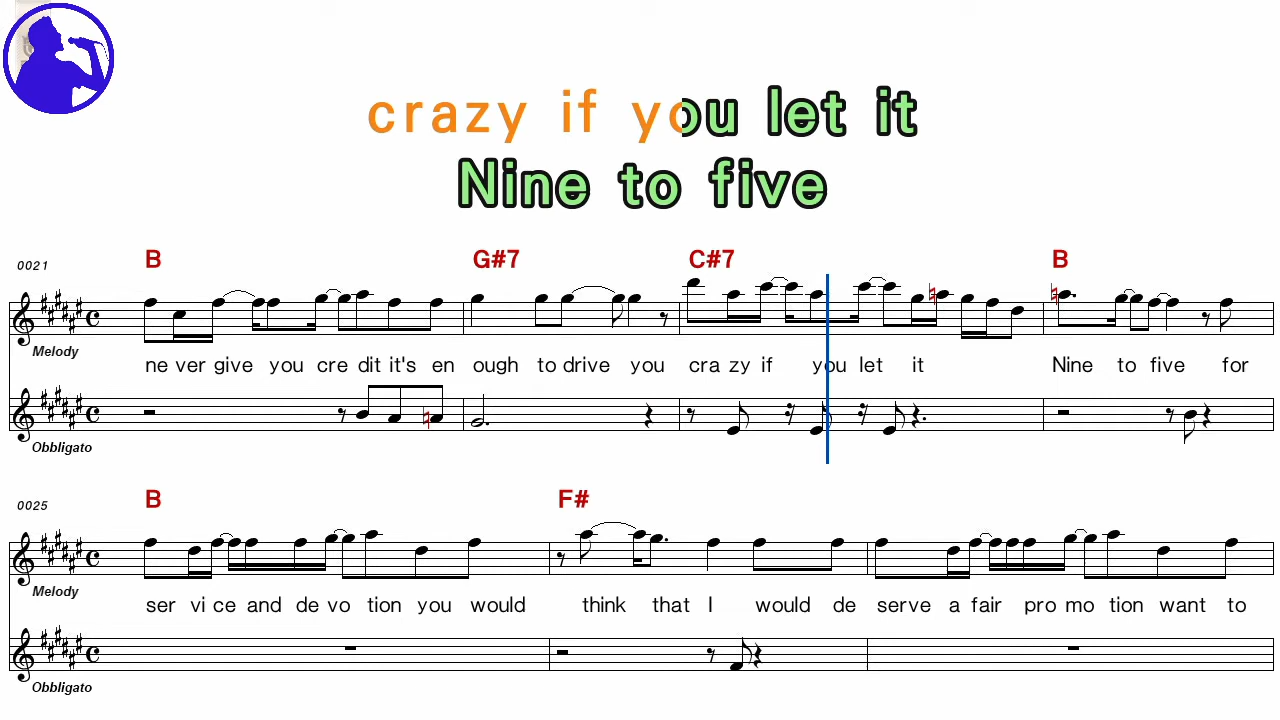 crazy if you let it
Nine to five
B G#7 C#7 B
0021
Melody
ne ver give you cre dit it's en ough to drive you cra zy if you let it Nine to five for
Obbligato
B F#
0025
Melody
ser vi ce and de vo tion you would think that I would de serve a fair pro mo tion want to
Obbligato